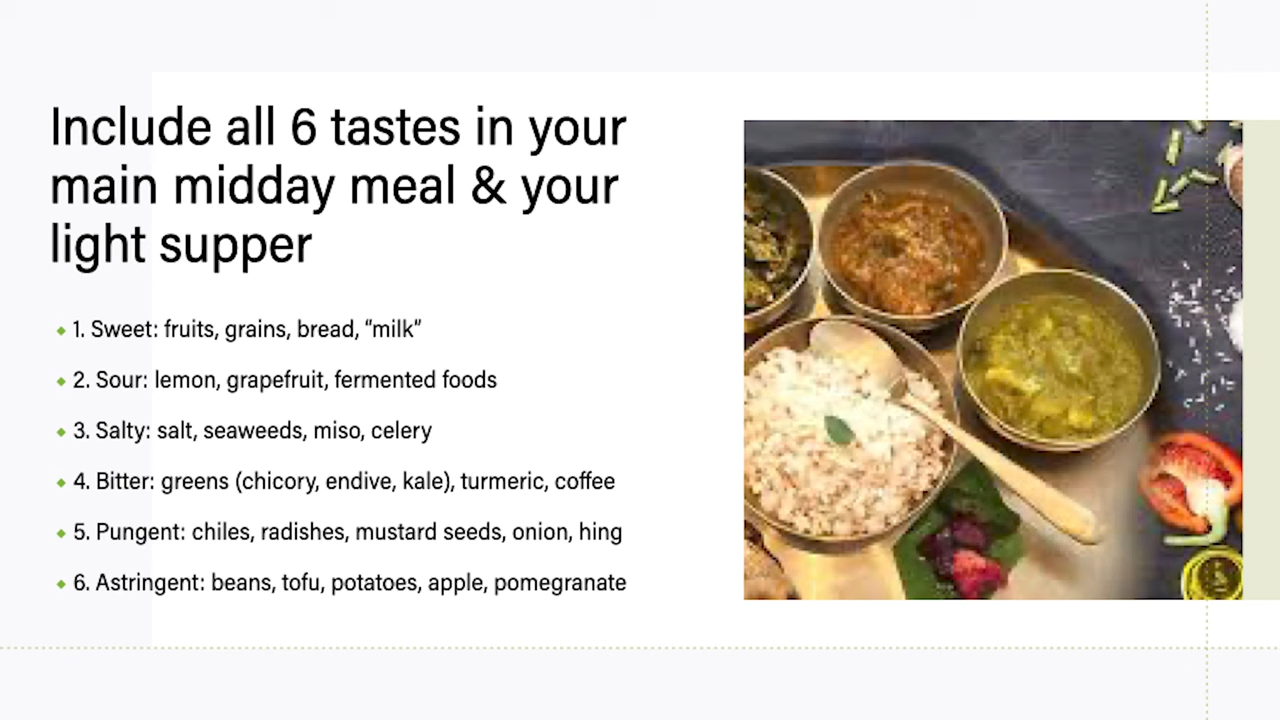 Include all 6 tastes in your
main midday meal & your
light supper
1. Sweet: fruits, grains, bread, “milk”
2. Sour: lemon, grapefruit, fermented foods
3. Salty: salt, seaweeds, miso, celery
4. Bitter: greens (chicory, endive, kale), turmeric, coffee
5. Pungent: chiles, radishes, mustard seeds, onion, hing
6. Astringent: beans, tofu, potatoes, apple, pomegranate